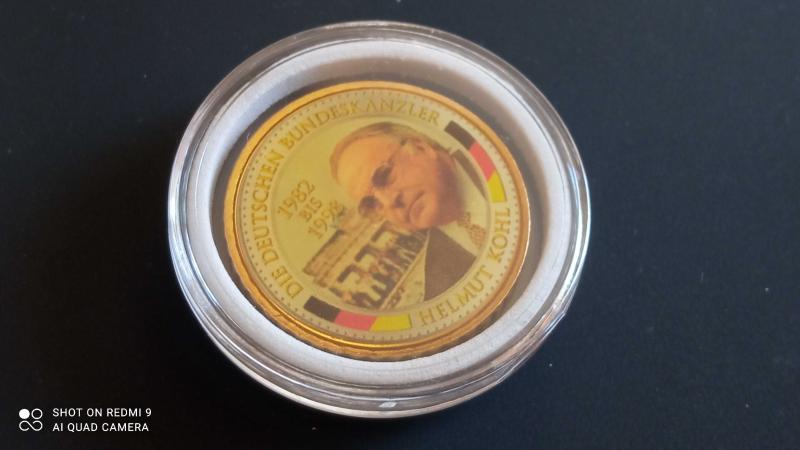 DIE DEUTSCHEN BUNDESKANZLER
1982
BIS
1998
HELMUT KOHL
SHOT ON REDMI 9
AI QUAD CAMERA